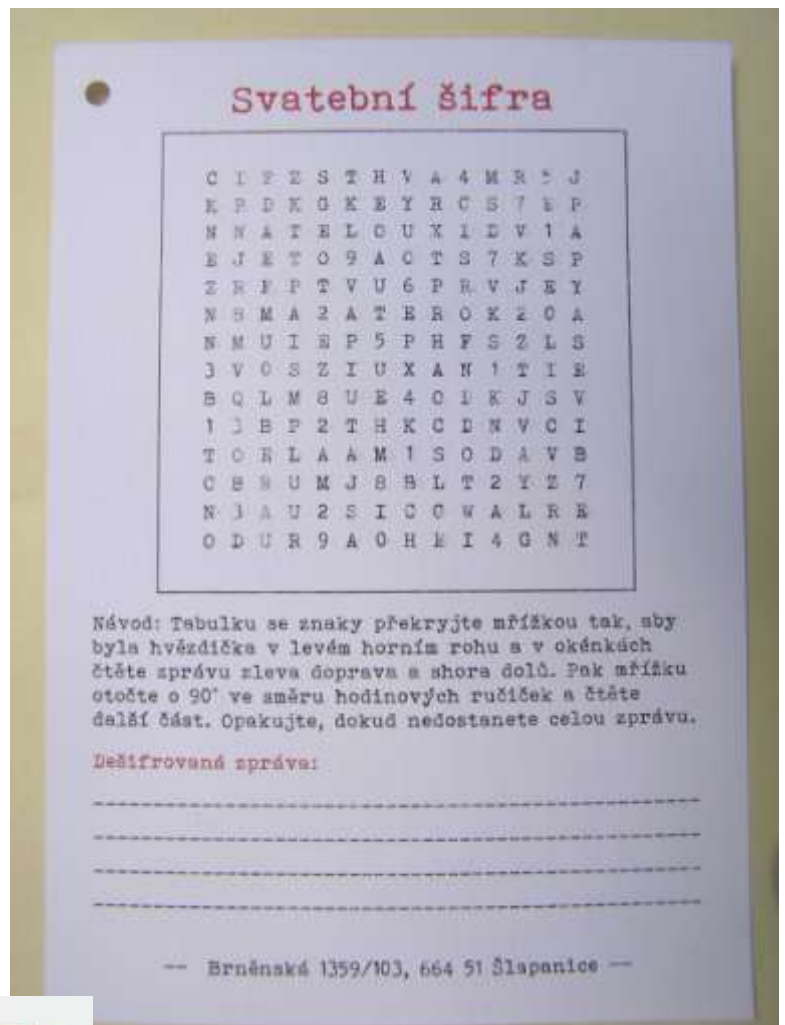 Svatební šifra
C I F Z S T H V A 4 M R 5 J
E P D K G K E Y R C S 7 E P
N N A T E L O U X I D V 1 A
E J E T O 9 A C T S 7 K S P
Z R F P T V U 6 P R V J E Y
N 8 M A 2 A T E R O K 2 0 A
N M U I E P 5 P H F S Z L S
3 V O S Z I U X A N 1 T I E
B Q L M 8 U E 4 C D K J S V
1 3 B P 2 T H K C D N V C I
T O E L A A M 1 S O D A V B
C B U M J 8 B L T 2 Y Z 7
N 3 A U 2 S I C C W A L R E
O D U R 9 A O H E I 4 G N T
Návod: Tabulku se znaky překryjte mřížkou tak, aby
byla hvězdička v levém horním rohu a v okénkách
čtěte zprávu zleva doprava a shora dolů. Pak mřížku
otočte o 90° ve směru hodinových ručiček a čtěte
další část. Opakujte, dokud nedostanete celou zprávu.
Dešifrovaná zpráva:
-- Brněnská 1359/103, 664 51 Šlapanice --